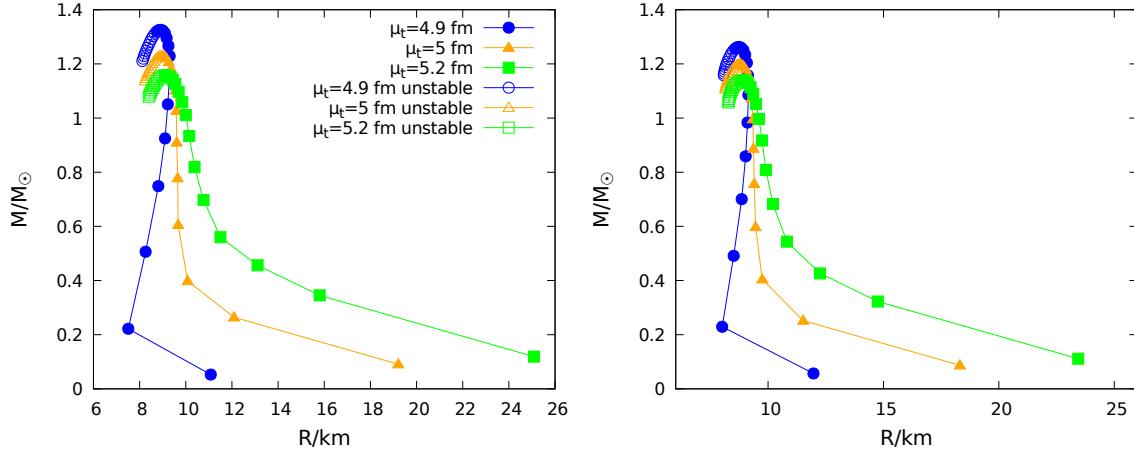 1.4
1.2
1
0.8
0.6
0.4
0.2
0
M/M⊙
6 8 10 12 14 16 18 20 22 24 26
R/km
μt=4.9 fm
μt=5 fm
μt=5.2 fm
μt=4.9 fm unstable
μt=5 fm unstable
μt=5.2 fm unstable
1.4
1.2
1
0.8
0.6
0.4
0.2
0
M/M⊙
10 15 20 25
R/km